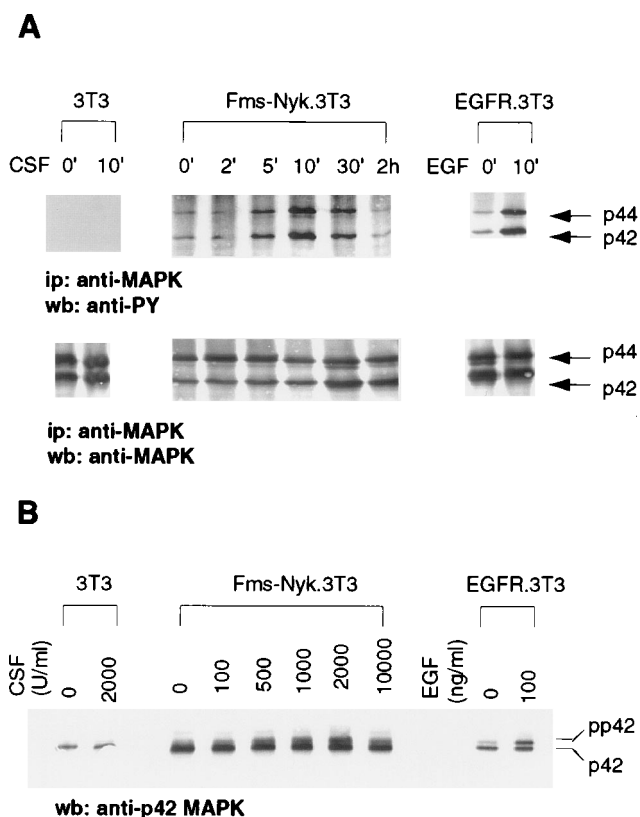 A
3T3 Fms-Nyk.3T3 EGFR.3T3
CSF 0' 10' 0' 2' 5' 10' 30' 2h EGF 0' 10'
p44
p42
ip: anti-MAPK
wb: anti-PY
p44
p42
ip: anti-MAPK
wb: anti-MAPK
B
3T3 Fms-Nyk.3T3 EGFR.3T3
CSF
(U/ml)
0 2000 0 100 500 1000 2000 10000
EGF
(ng/ml)
0 100
pp42
p42
wb: anti-p42 MAPK